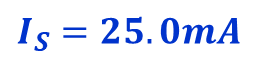 I_S = 25.0mA